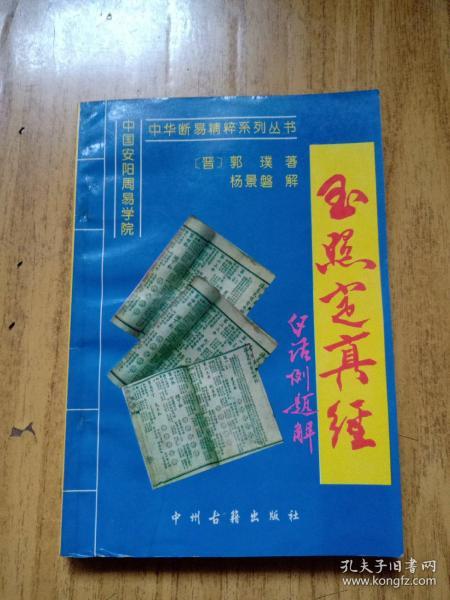 中华断易精粹系列丛书
中国安阳周易学院
〔晋〕郭 璞 著
杨景磐 解
玉照定真经
白话例题解
中州古籍出版社
孔夫子旧书网
www.kongfz.com